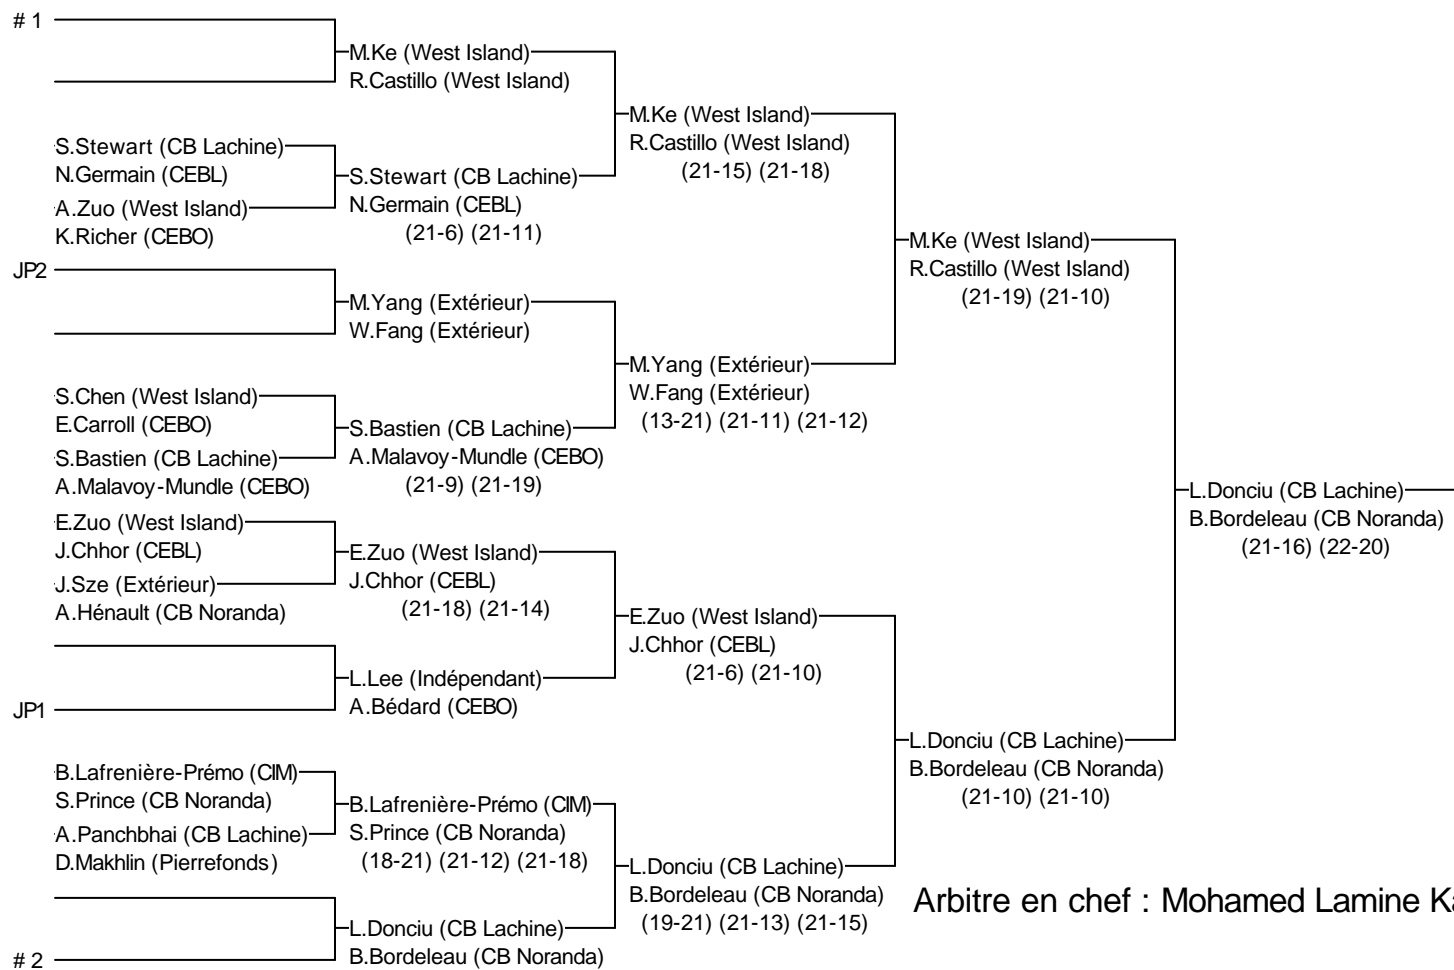 # 1
M.Ke (West Island)
R.Castillo (West Island)
S.Stewart (CB Lachine)
N.Germain (CEBL)
A.Zuo (West Island)
K.Richer (CEBO)
S.Stewart (CB Lachine)
N.Germain (CEBL)
(21-6) (21-11)
M.Ke (West Island)
R.Castillo (West Island)
(21-15) (21-18)
JP2
M.Yang (Extérieur)
W.Fang (Extérieur)
S.Chen (West Island)
E.Carroll (CEBO)
S.Bastien (CB Lachine)
A.Malavoy-Mundle (CEBO)
S.Bastien (CB Lachine)
A.Malavoy-Mundle (CEBO)
(21-9) (21-19)
M.Yang (Extérieur)
W.Fang (Extérieur)
(13-21) (21-11) (21-12)
M.Ke (West Island)
R.Castillo (West Island)
(21-19) (21-10)
E.Zuo (West Island)
J.Chhor (CEBL)
J.Sze (Extérieur)
A.Hénault (CB Noranda)
E.Zuo (West Island)
J.Chhor (CEBL)
(21-18) (21-14)
L.Lee (Indépendant)
A.Bédard (CEBO)
JP1
E.Zuo (West Island)
J.Chhor (CEBL)
(21-6) (21-10)
B.Lafrenière-Prémo (CIM)
S.Prince (CB Noranda)
A.Panchbhai (CB Lachine)
D.Makhlin (Pierrefonds)
B.Lafrenière-Prémo (CIM)
S.Prince (CB Noranda)
(18-21) (21-12) (21-18)
L.Donciu (CB Lachine)
B.Bordeleau (CB Noranda)
# 2
L.Donciu (CB Lachine)
B.Bordeleau (CB Noranda)
(19-21) (21-13) (21-15)
L.Donciu (CB Lachine)
B.Bordeleau (CB Noranda)
(21-10) (21-10)
L.Donciu (CB Lachine)
B.Bordeleau (CB Noranda)
(21-16) (22-20)
Arbitre en chef : Mohamed Lamine